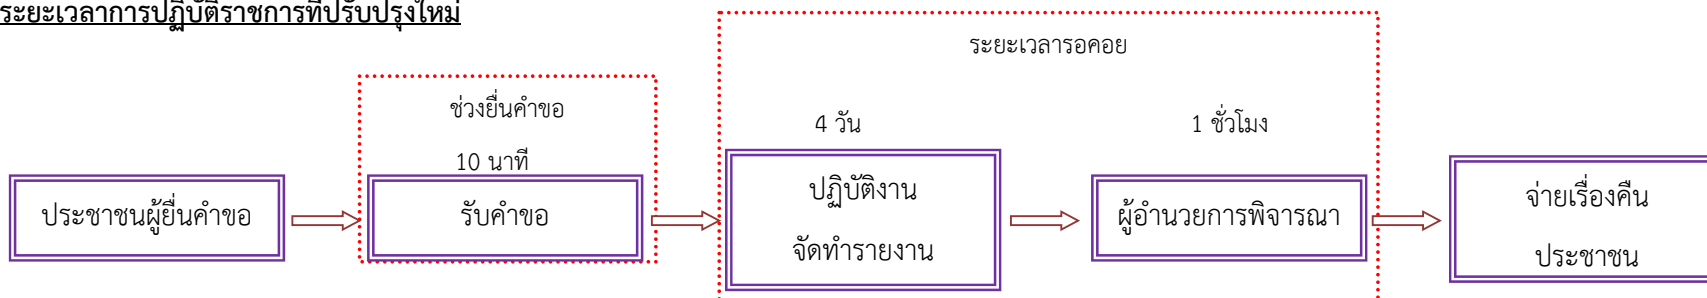 ระยะเวลาการปฏิบัติราชการที่ปรับปรุงใหม่
ระยะเวลารอคอย
ช่วงยื่นคำขอ
10 นาที
4 วัน
1 ชั่วโมง
ประชาชนผู้ยื่นคำขอ
รับคำขอ
ปฏิบัติงาน
จัดทำรายงาน
ผู้อำนวยการพิจารณา
จ่ายเรื่องคืน
ประชาชน